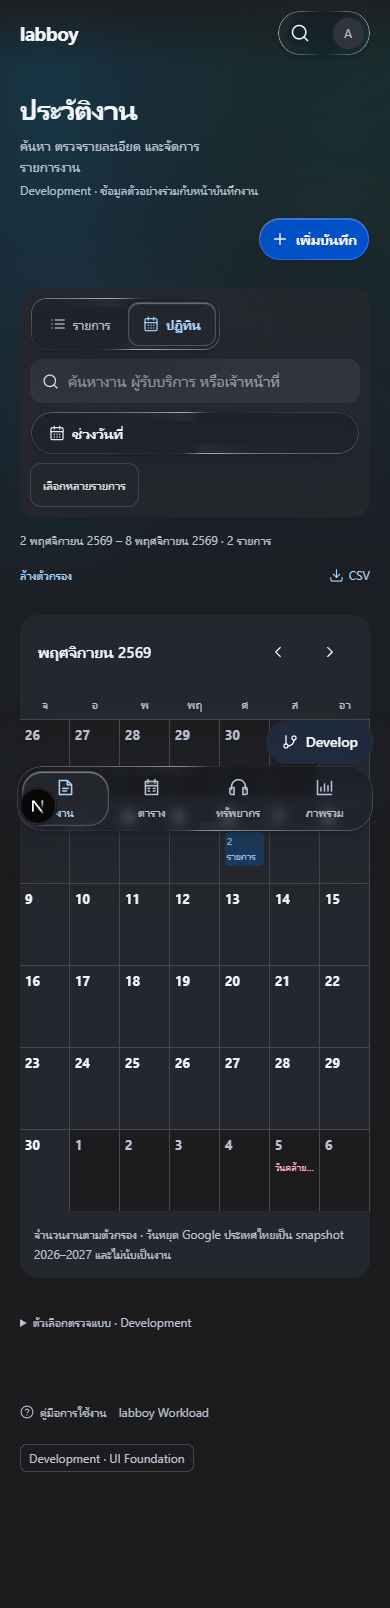 labboy
A
ประวัติงาน
ค้นหา ตรวจรายละเอียด และจัดการ
รายการงาน
Development · ข้อมูลตัวอย่างร่วมกับหน้าบันทึกงาน
เพิ่มบันทึก
รายการ ปฏิทิน
ค้นหางาน ผู้รับบริการ หรือเจ้าหน้าที่
ช่วงวันที่
เลือกหลายรายการ
2 พฤศจิกายน 2569 – 8 พฤศจิกายน 2569 · 2 รายการ
ล้างตัวกรอง CSV
พฤศจิกายน 2569
จ อ พ พฤ ศ ส อา
26 27 28 29 30
Develop
N งาน ตาราง ทรัพยากร ภาพรวม
2
รายการ
9 10 11 12 13 14 15
16 17 18 19 20 21 22
23 24 25 26 27 28 29
30 1 2 3 4 5 6
วันคล้าย...
จำนวนงานตามตัวกรอง · วันหยุด Google ประเทศไทยเป็น snapshot
2026–2027 และไม่นับเป็นงาน
ตัวเลือกตรวจแบบ · Development
คู่มือการใช้งาน labboy Workload
Development · UI Foundation